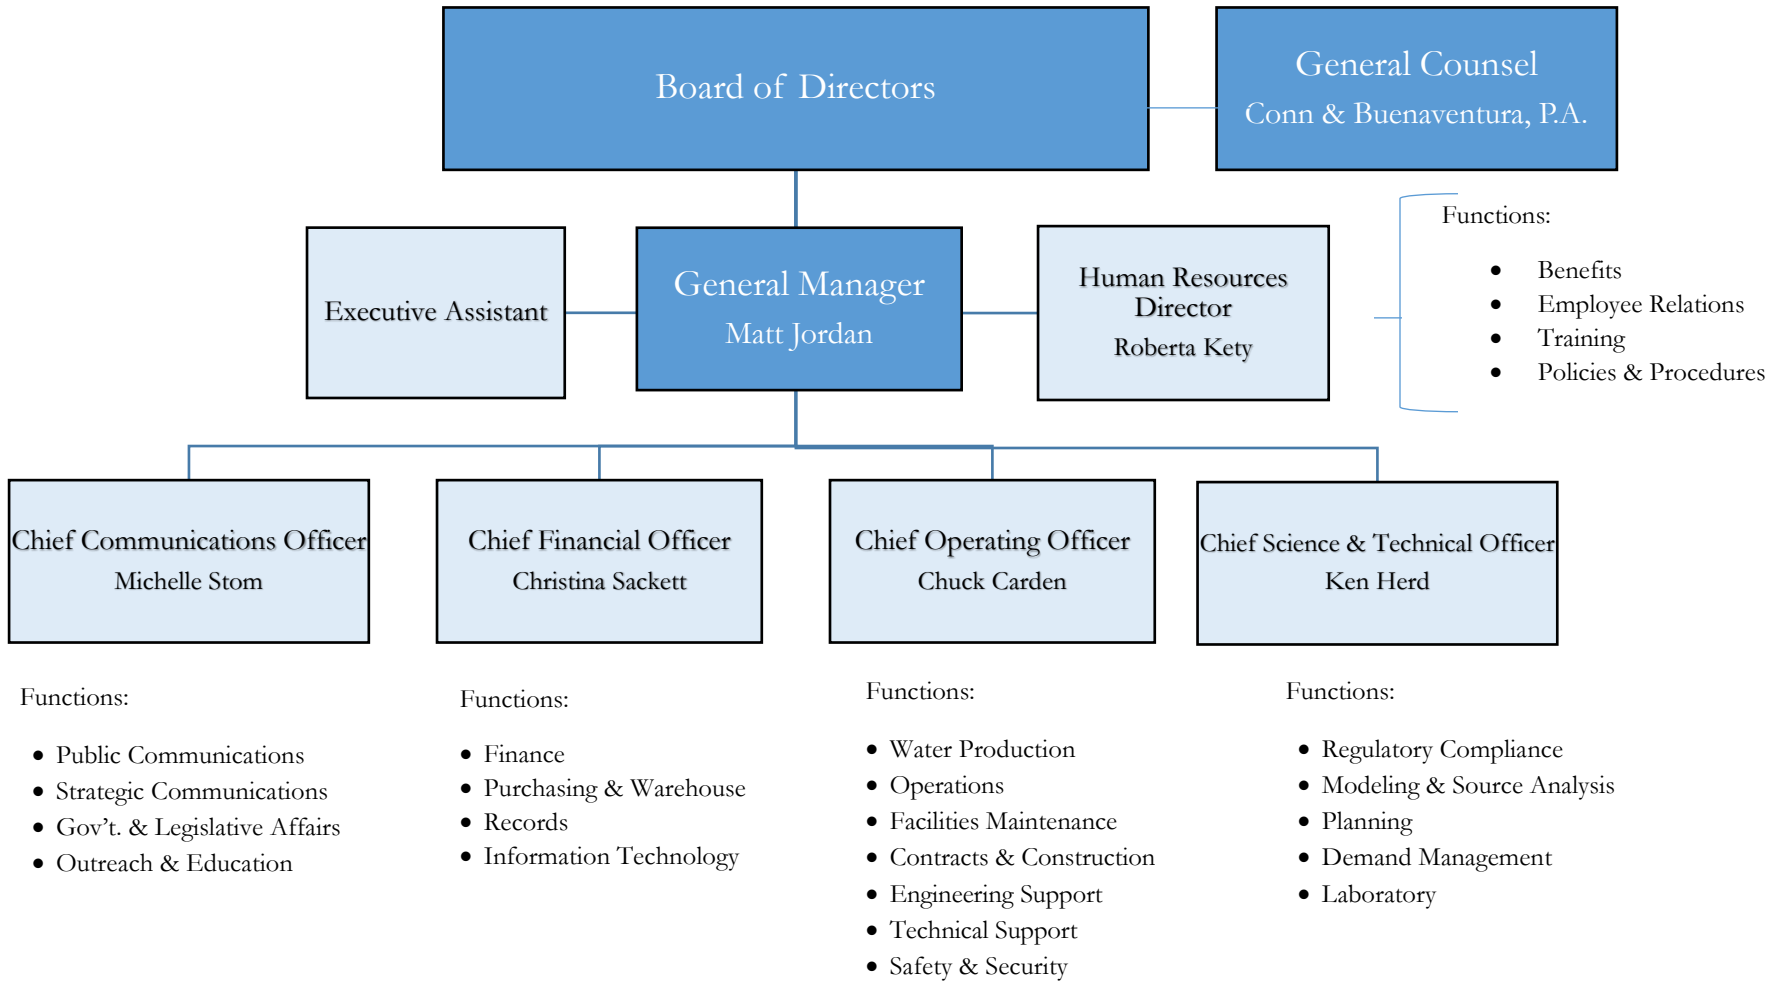 Board of Directors
General Counsel
Conn & Buenaventura, P.A.
Executive Assistant
General Manager
Matt Jordan
Human Resources
Director
Roberta Kety
Functions:
• Benefits
• Employee Relations
• Training
• Policies & Procedures
Chief Communications Officer
Michelle Stom
Chief Financial Officer
Christina Sackett
Chief Operating Officer
Chuck Carden
Chief Science & Technical Officer
Ken Herd
Functions:
• Public Communications
• Strategic Communications
• Gov’t. & Legislative Affairs
• Outreach & Education
Functions:
• Finance
• Purchasing & Warehouse
• Records
• Information Technology
Functions:
• Water Production
• Operations
• Facilities Maintenance
• Contracts & Construction
• Engineering Support
• Technical Support
• Safety & Security
Functions:
• Regulatory Compliance
• Modeling & Source Analysis
• Planning
• Demand Management
• Laboratory